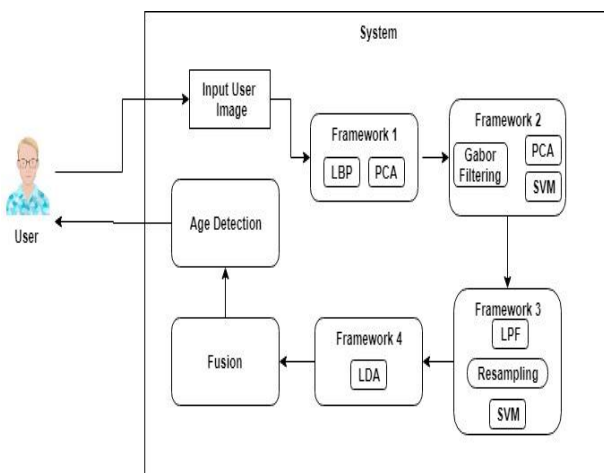 System
Input User
Image
User
Framework 1
LBP
PCA
Framework 2
Gabor
Filtering
PCA
SVM
Framework 3
LPF
Resampling
SVM
Framework 4
LDA
Fusion
Age Detection